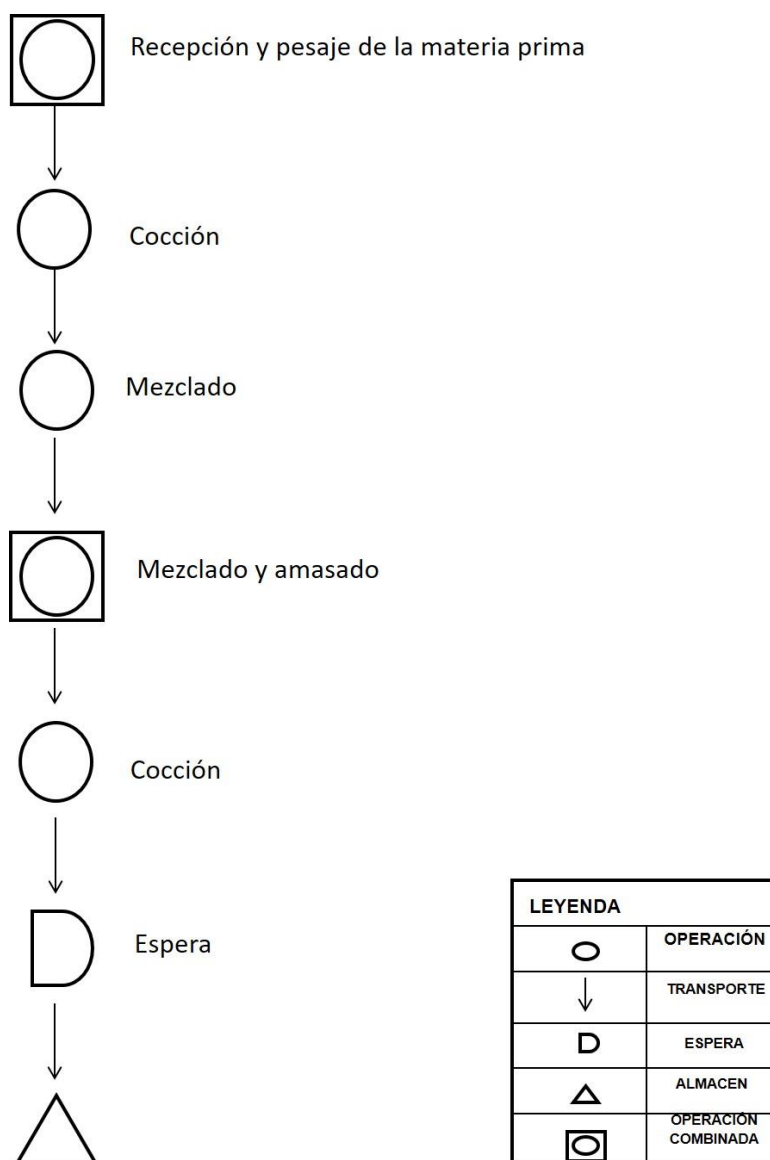 Recepción y pesaje de la materia prima
Cocción
Mezclado
Mezclado y amasado
Cocción
Espera
LEYENDA
OPERACIÓN
TRANSPORTE
ESPERA
ALMACEN
OPERACIÓN
COMBINADA